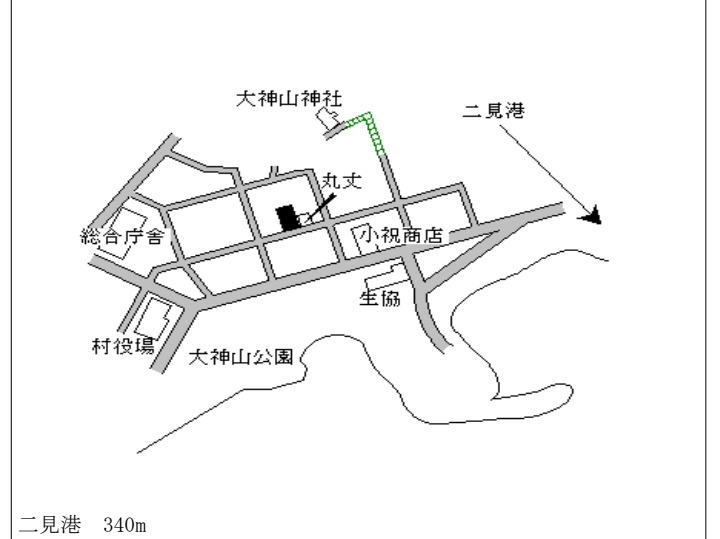 大神山神社
二見港
丸丈
総合庁舎
小祝商店
生協
村役場
大神山公園
二見港 340m